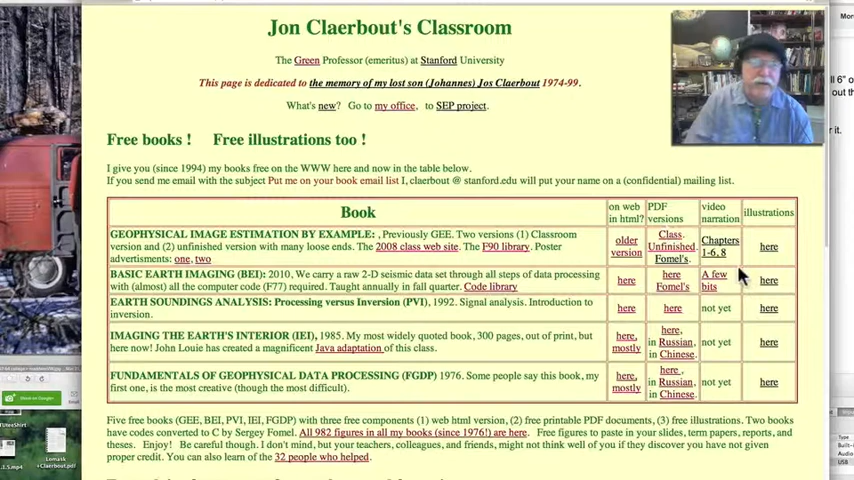 Jon Claerbout's Classroom
The Green Professor (emeritus) at Stanford University
This page is dedicated to the memory of my lost son (Johannes) Jos Claerbout 1974-99.
What's new? Go to my office, to SEP project.
Free books ! Free illustrations too !
I give you (since 1994) my books free on the WWW here and now in the table below.
If you send me email with the subject Put me on your book email list I, claerbout @ stanford.edu will put your name on a (confidential) mailing list.
Book
on web
in html?
PDF
versions
video
narration
illustrations
GEOPHYSICAL IMAGE ESTIMATION BY EXAMPLE: , Previously GEE. Two versions (1) Classroom
version and (2) unfinished version with many loose ends. The 2008 class web site. The F90 library. Poster
advertisments: one, two
older
version
Class.
Unfinished.
Fomel's.
Chapters
1-6, 8
here
BASIC EARTH IMAGING (BEI): 2010, We carry a raw 2-D seismic data set through all steps of data processing
with (almost) all the computer code (F77) required. Taught annually in fall quarter. Code library
here
here
Fomel's
A few
bits
here
EARTH SOUNDINGS ANALYSIS: Processing versus Inversion (PVI), 1992. Signal analysis. Introduction to
inversion.
here
here
not yet
here
IMAGING THE EARTH'S INTERIOR (IEI), 1985. My most widely quoted book, 300 pages, out of print, but
here now! John Louie has created a magnificent Java adaptation of this class.
here,
mostly
here,
in Russian,
in Chinese.
not yet
here
FUNDAMENTALS OF GEOPHYSICAL DATA PROCESSING (FGDP) 1976. Some people say this book, my
first one, is the most creative (though the most difficult).
here,
mostly
here ,
in Russian,
in Chinese.
not yet
here
Five free books (GEE, BEI, PVI, IEI, FGDP) with three free components (1) web html version, (2) free printable PDF documents, (3) free illustrations. Two books
have codes converted to C by Sergey Fomel. All 982 figures in all my books (since 1976!) are here. Free figures to paste in your slides, term papers, reports, and
theses. Enjoy! Be careful though. I don't mind, but your teachers, colleagues, and friends, might not think well of you if they discover you have not given
proper credit. You can also learn of the 32 people who helped.
Lomask
+Claerbout.pdf